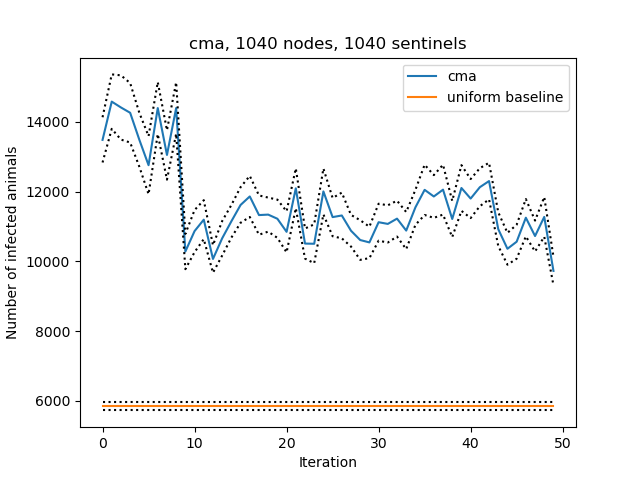 cma, 1040 nodes, 1040 sentinels
cma
uniform baseline
Number of infected animals
14000
12000
10000
8000
6000
0 10 20 30 40 50
Iteration